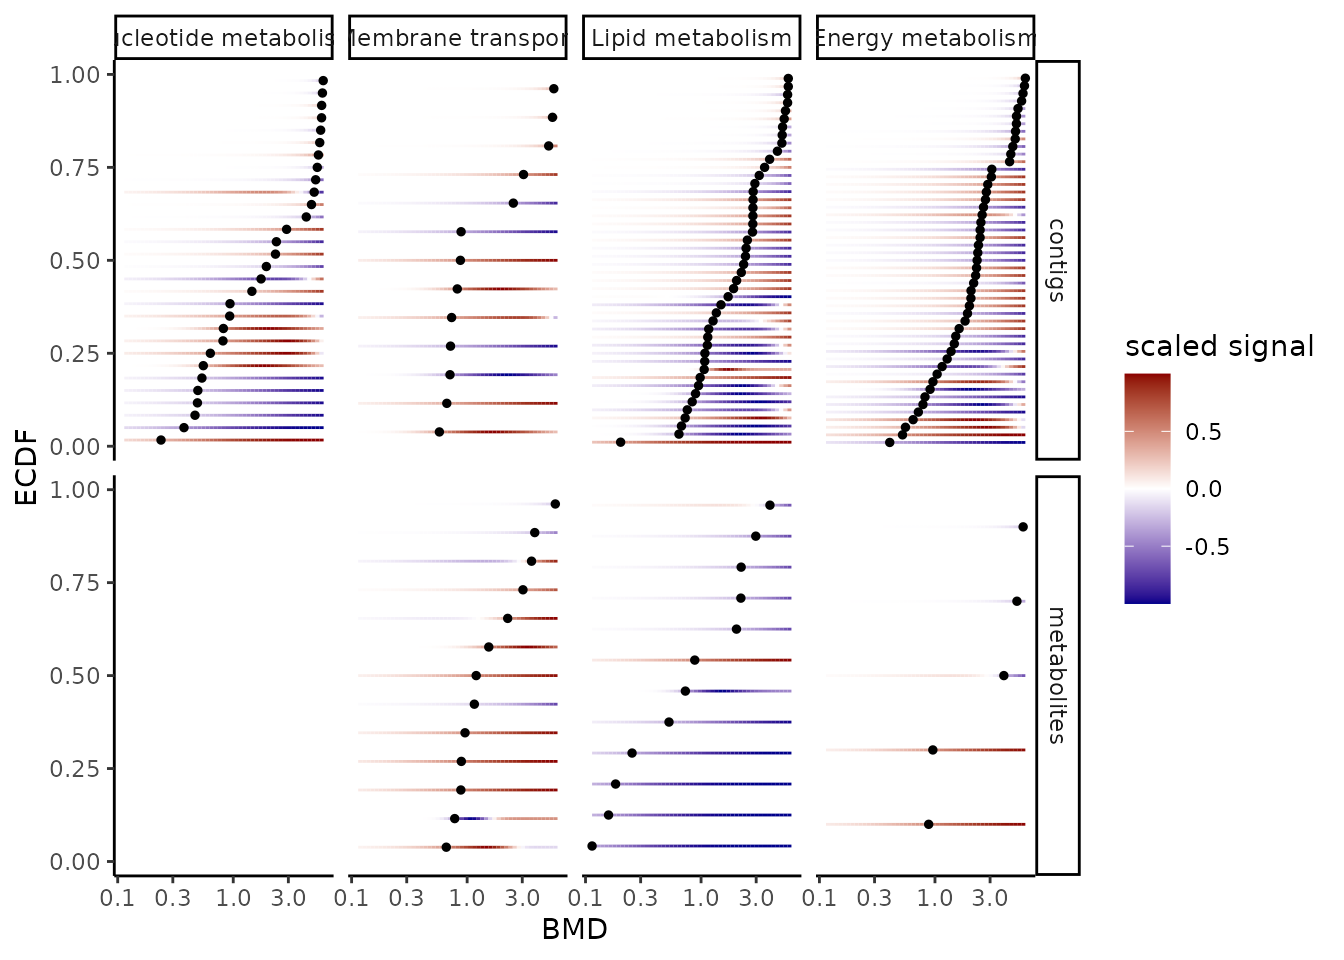 ucleotide metabolis Membrane transpor Lipid metabolism Energy metabolism
1.00
0.75
0.50
0.25
0.00
contigs
1.00
0.75
0.50
0.25
0.00
metabolites
ECDF
0.1 0.3 1.0 3.0 0.1 0.3 1.0 3.0 0.1 0.3 1.0 3.0 0.1 0.3 1.0 3.0
BMD
scaled signal
0.5
0.0
-0.5